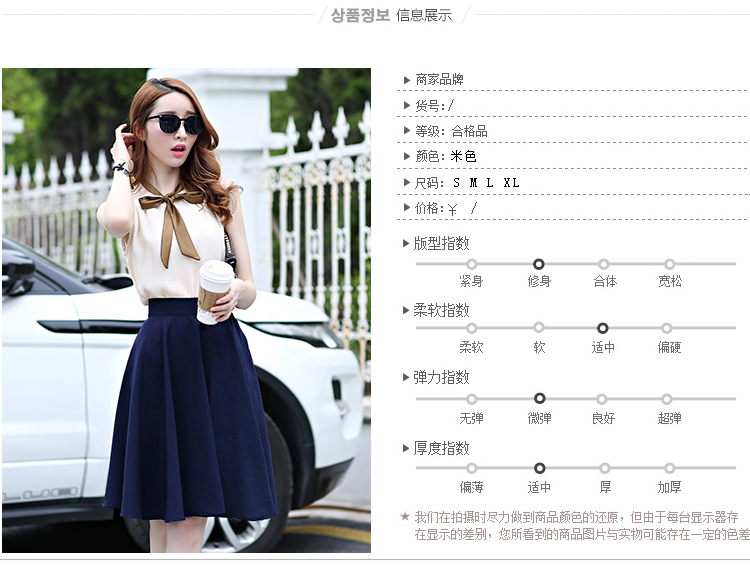 상품정보 信息展示
商家品牌
货号:/
等级: 合格品
颜色: 米色
尺码: S M L XL
价格:¥ /
版型指数
紧身 修身 合体 宽松
柔软指数
柔软 软 适中 偏硬
弹力指数
无弹 微弹 良好 超弹
厚度指数
偏薄 适中 厚 加厚
★ 我们在拍摄时尽力做到商品颜色的还原，但由于每台显示器存
在显示的差别，您所看到的商品图片与实物可能存在一定的色差